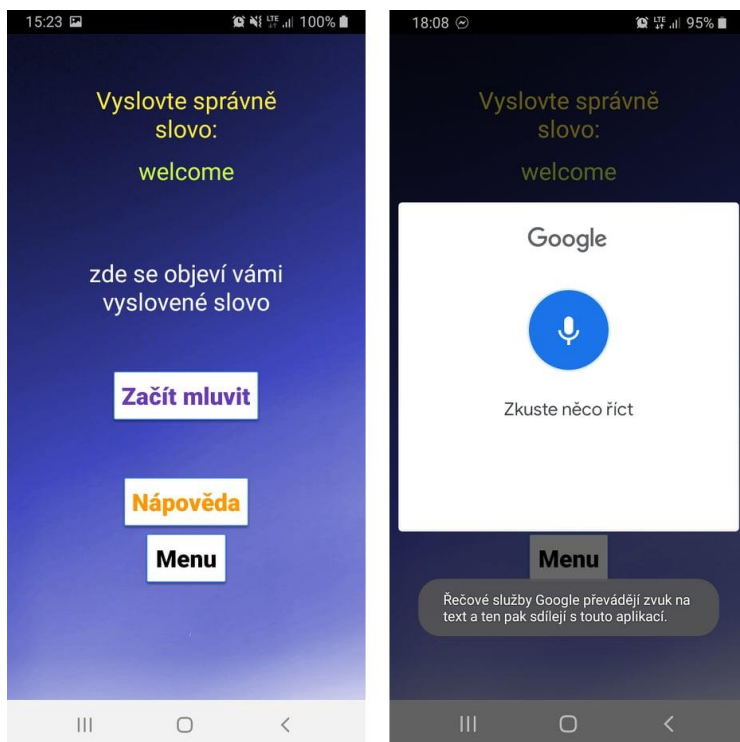 15:23
LTE
100%
Vyslovte správně
slovo:
welcome
zde se objeví vámi
vyslovené slovo
Začít mluvit
Nápověda
Menu
18:08
LTE
95%
Vyslovte správně
slovo:
welcome
Google
Zkuste něco říct
Menu
Řečové služby Google převádějí zvuk na
text a ten pak sdílejí s touto aplikací.